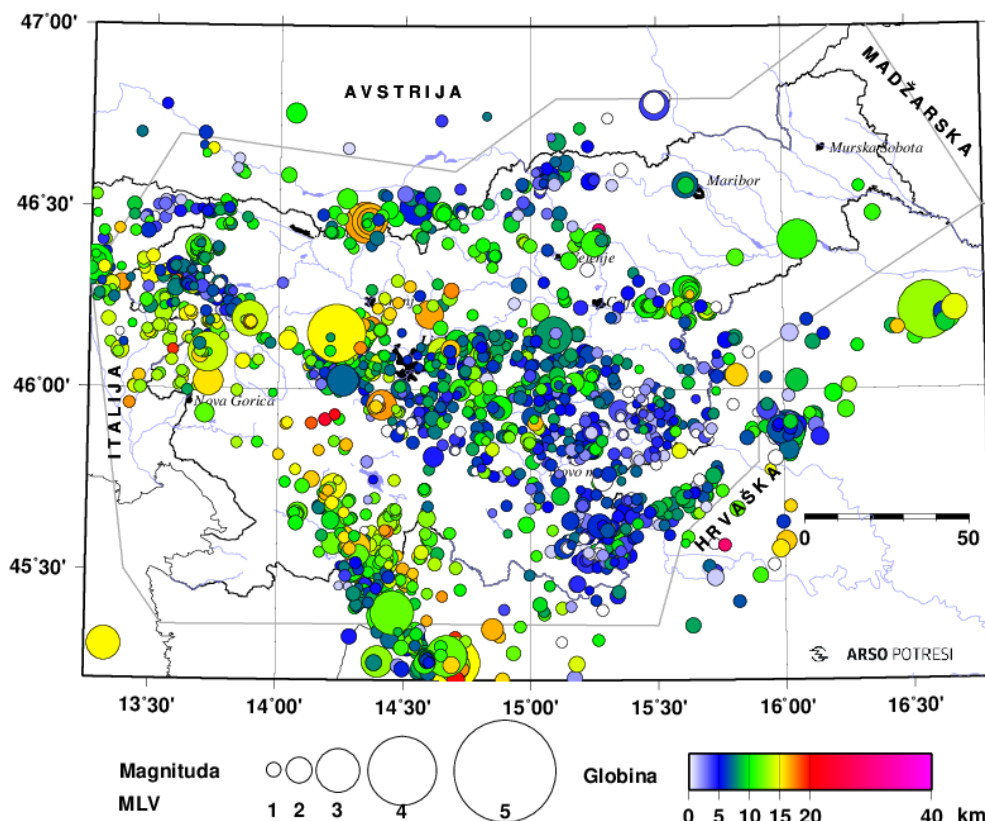 47˚00'
AVSTRIJA
MADŽARSKA
Murska Sobota
Maribor
46˚30'
46˚00'
Nova Gorica
ITALIJA
HRVAŠKA
0 50
45˚30'
ARSO POTRESI
13˚30' 14˚00' 14˚30' 15˚00' 15˚30' 16˚00' 16˚30'
Magnituda
MLV
1 2 3 4 5
Globina
0 5 10 15 20 40 km